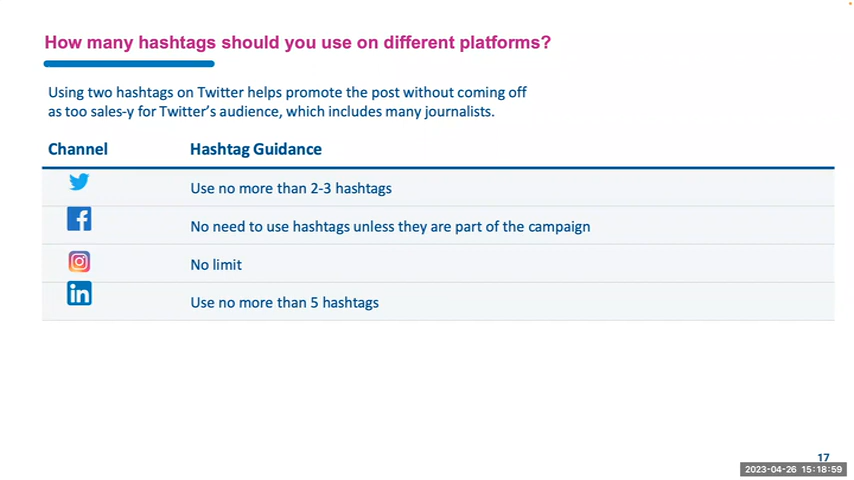 How many hashtags should you use on different platforms?
Using two hashtags on Twitter helps promote the post without coming off
as too sales-y for Twitter's audience, which includes many journalists.
Channel Hashtag Guidance
Use no more than 2-3 hashtags
No need to use hashtags unless they are part of the campaign
No limit
in Use no more than 5 hashtags
17
2023-04-26 15:18:59